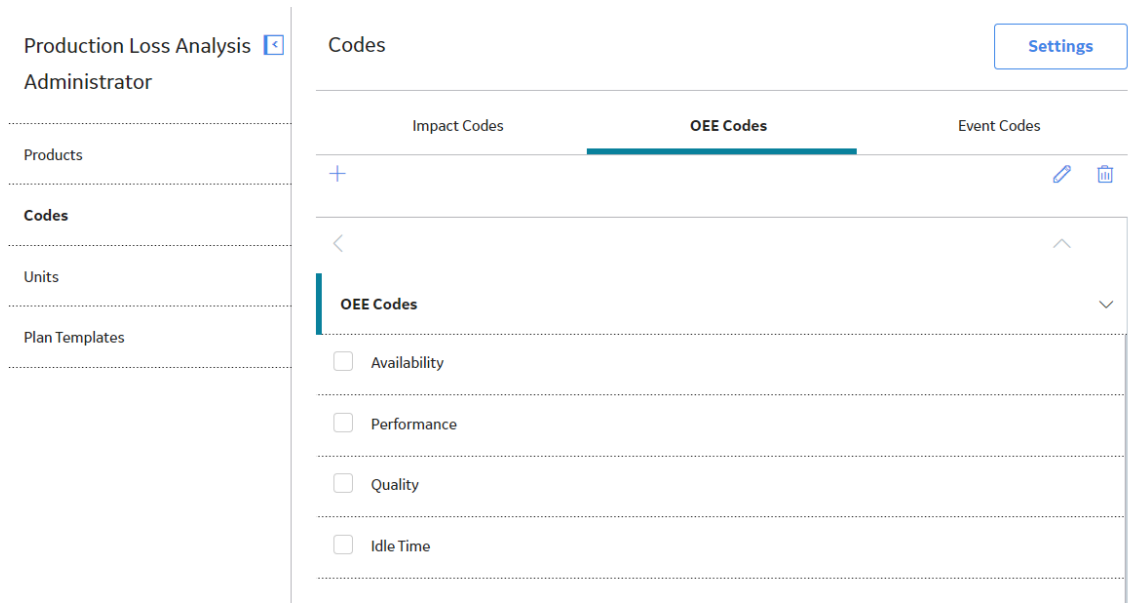 Production Loss Analysis
Administrator
Products
Codes
Units
Plan Templates
Codes
Settings
Impact Codes
OEE Codes
Event Codes
OEE Codes
Availability
Performance
Quality
Idle Time